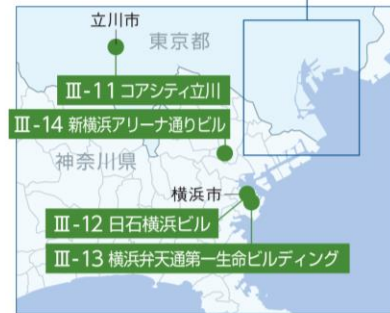 立川市
東京都
Ⅲ-11 コアシティ立川
Ⅲ-14 新横浜アリーナ通りビル
神奈川県
横浜市
Ⅲ-12 日石横浜ビル
Ⅲ-13 横浜弁天通第一生命ビルディング